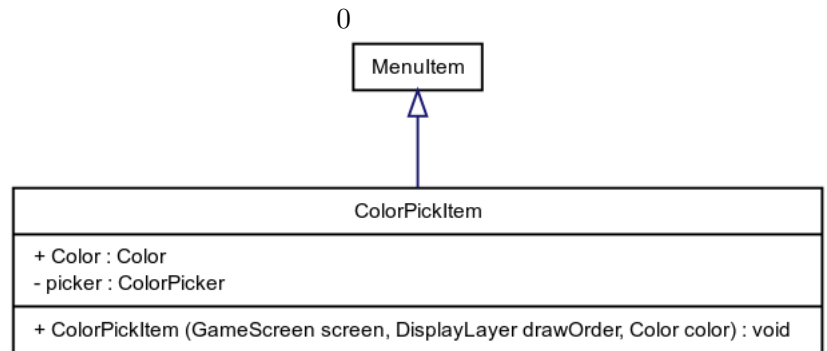 0
MenuItem
ColorPickItem
+ Color : Color
- picker : ColorPicker
+ ColorPickItem (GameScreen screen, DisplayLayer drawOrder, Color color) : void